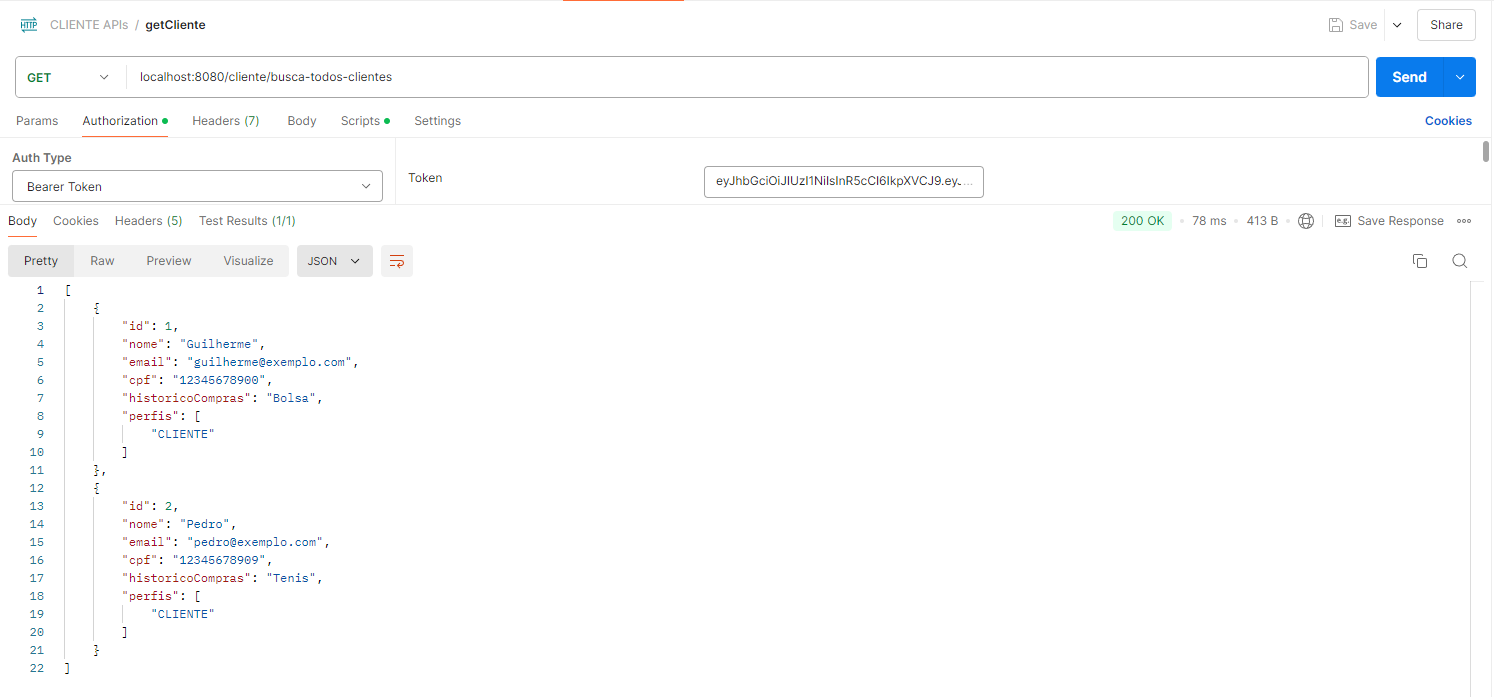 HTTP CLIENTE APIs / getCliente Save Share
GET localhost:8080/cliente/busca-todos-clientes Send
Params Authorization Headers (7) Body Scripts Settings Cookies
Auth Type
Bearer Token
Token eyJhbGciOiJIUzI1NiIsInR5cCI6IkpXVCJ9.eyJ...
Body Cookies Headers (5) Test Results (1/1) 200 OK 78 ms 413 B e.g. Save Response
Pretty Raw Preview Visualize JSON
1 [
2 {
3 "id": 1,
4 "nome": "Guilherme",
5 "email": "guilherme@exemplo.com",
6 "cpf": "12345678900",
7 "historicoCompras": "Bolsa",
8 "perfis": [
9 "CLIENTE"
10 ]
11 },
12 {
13 "id": 2,
14 "nome": "Pedro",
15 "email": "pedro@exemplo.com",
16 "cpf": "12345678909",
17 "historicoCompras": "Tenis",
18 "perfis": [
19 "CLIENTE"
20 ]
21 }
22 ]